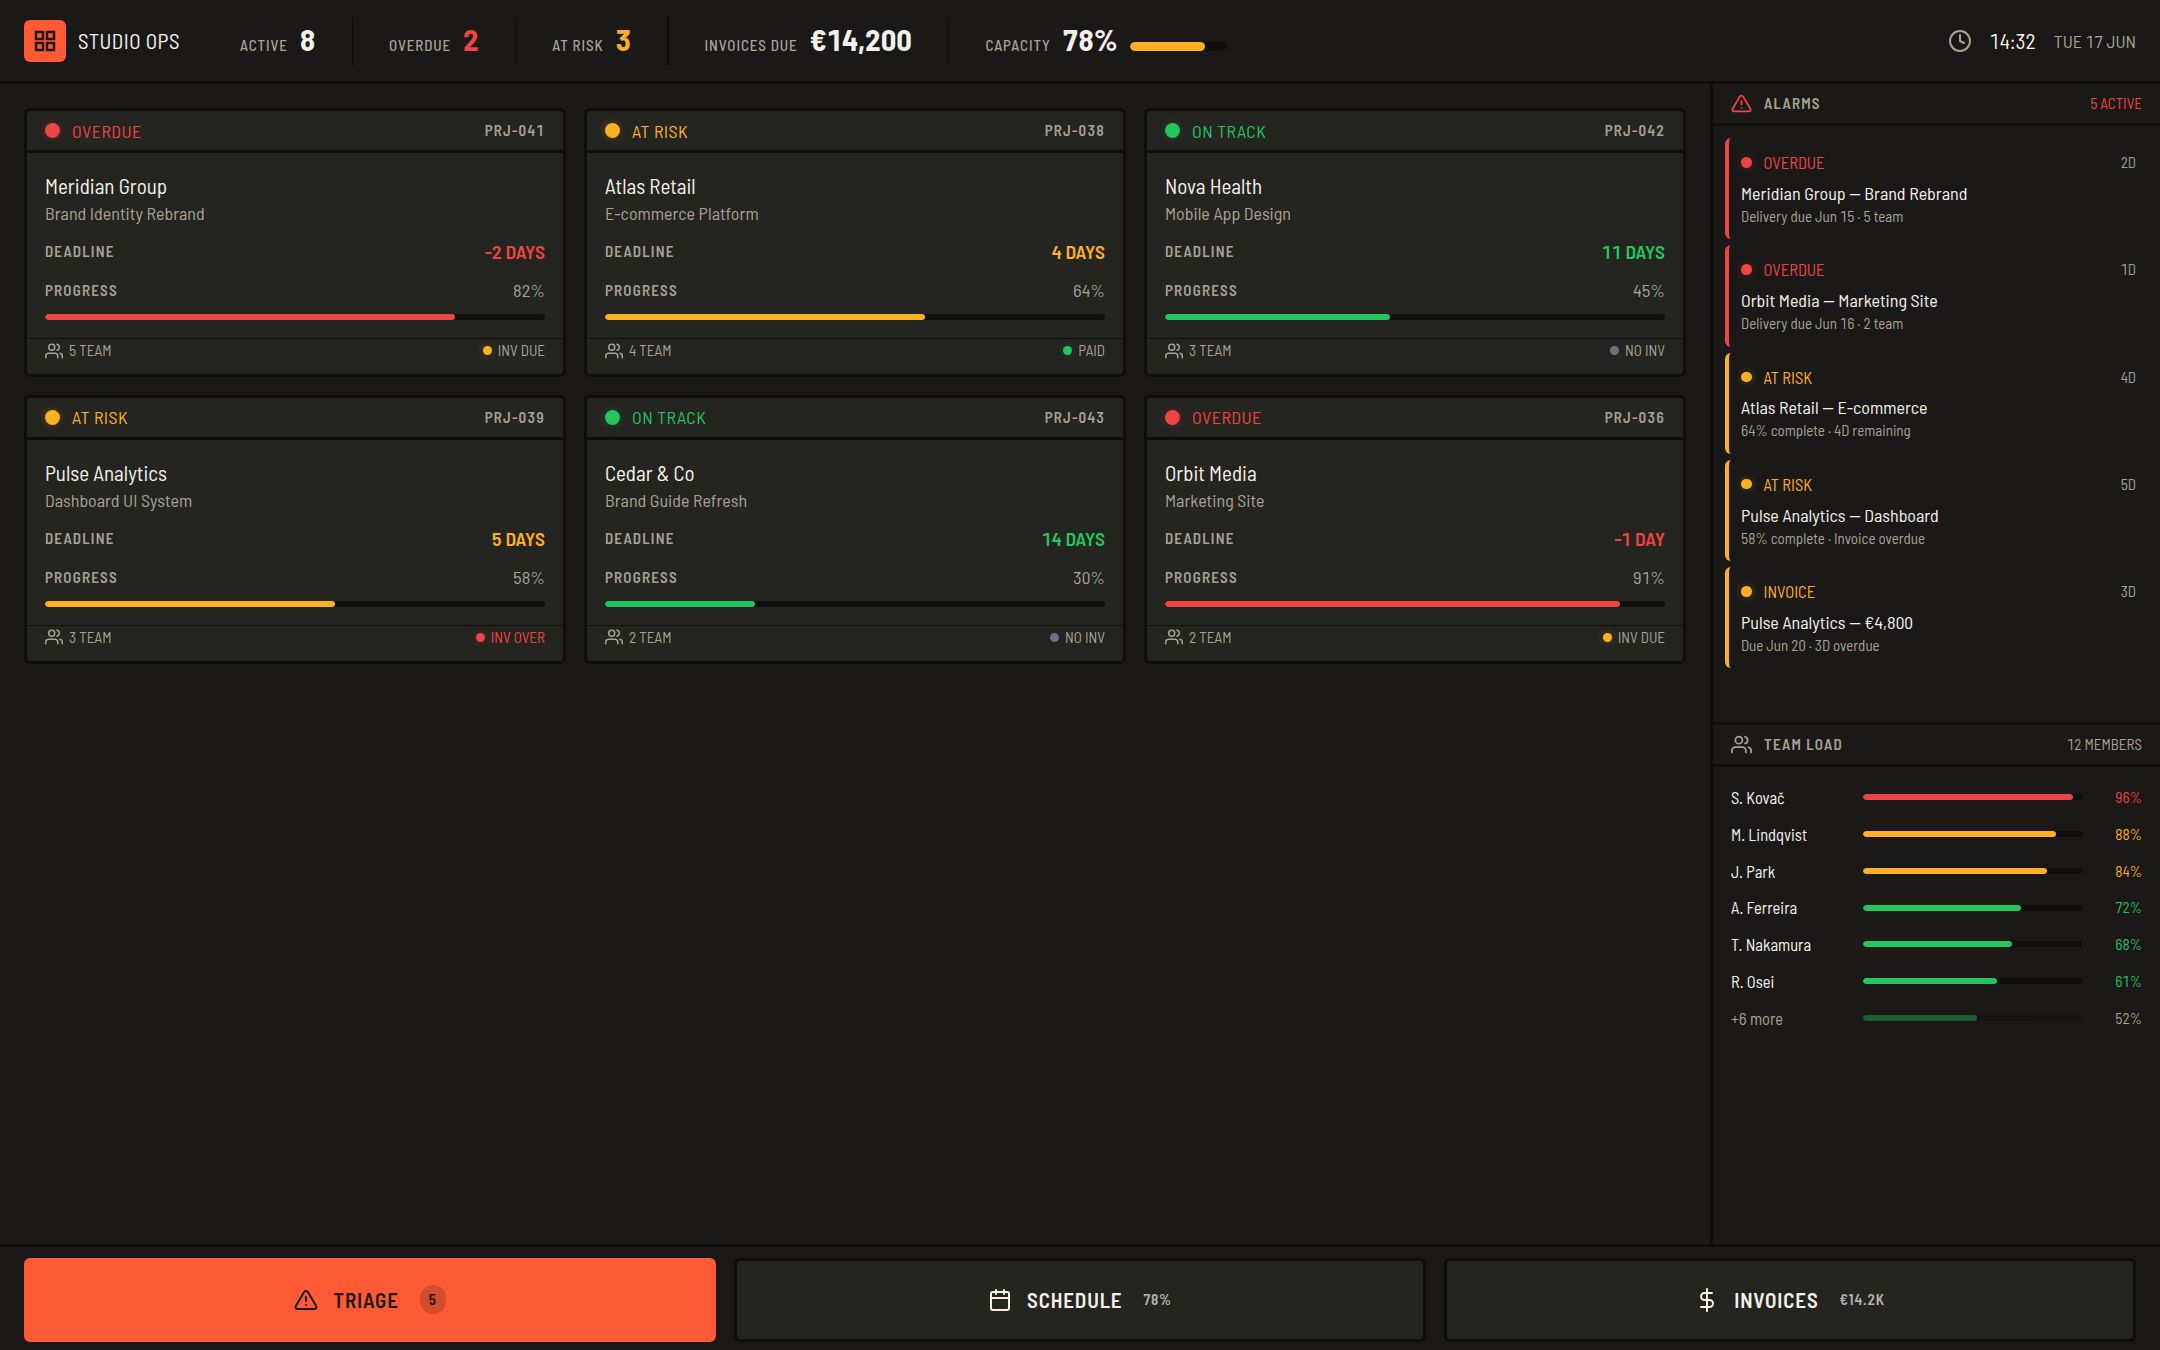 STUDIO OPS
ACTIVE 8
OVERDUE 2
AT RISK 3
INVOICES DUE €14,200
CAPACITY 78%
14:32 TUE 17 JUN
OVERDUE PRJ-041
Meridian Group
Brand Identity Rebrand
DEADLINE -2 DAYS
PROGRESS 82%
5 TEAM INV DUE
AT RISK PRJ-038
Atlas Retail
E-commerce Platform
DEADLINE 4 DAYS
PROGRESS 64%
4 TEAM PAID
ON TRACK PRJ-042
Nova Health
Mobile App Design
DEADLINE 11 DAYS
PROGRESS 45%
3 TEAM NO INV
AT RISK PRJ-039
Pulse Analytics
Dashboard UI System
DEADLINE 5 DAYS
PROGRESS 58%
3 TEAM INV OVER
ON TRACK PRJ-043
Cedar & Co
Brand Guide Refresh
DEADLINE 14 DAYS
PROGRESS 30%
2 TEAM NO INV
OVERDUE PRJ-036
Orbit Media
Marketing Site
DEADLINE -1 DAY
PROGRESS 91%
2 TEAM INV DUE
ALARMS 5 ACTIVE
OVERDUE 2D
Meridian Group — Brand Rebrand
Delivery due Jun 15 · 5 team
OVERDUE 1D
Orbit Media — Marketing Site
Delivery due Jun 16 · 2 team
AT RISK 4D
Atlas Retail — E-commerce
64% complete · 4D remaining
AT RISK 5D
Pulse Analytics — Dashboard
58% complete · Invoice overdue
INVOICE 3D
Pulse Analytics — €4,800
Due Jun 20 · 3D overdue
TEAM LOAD 12 MEMBERS
S. Kovač 96%
M. Lindqvist 88%
J. Park 84%
A. Ferreira 72%
T. Nakamura 68%
R. Osei 61%
+6 more 52%
TRIAGE 5
SCHEDULE 78%
INVOICES €14.2K